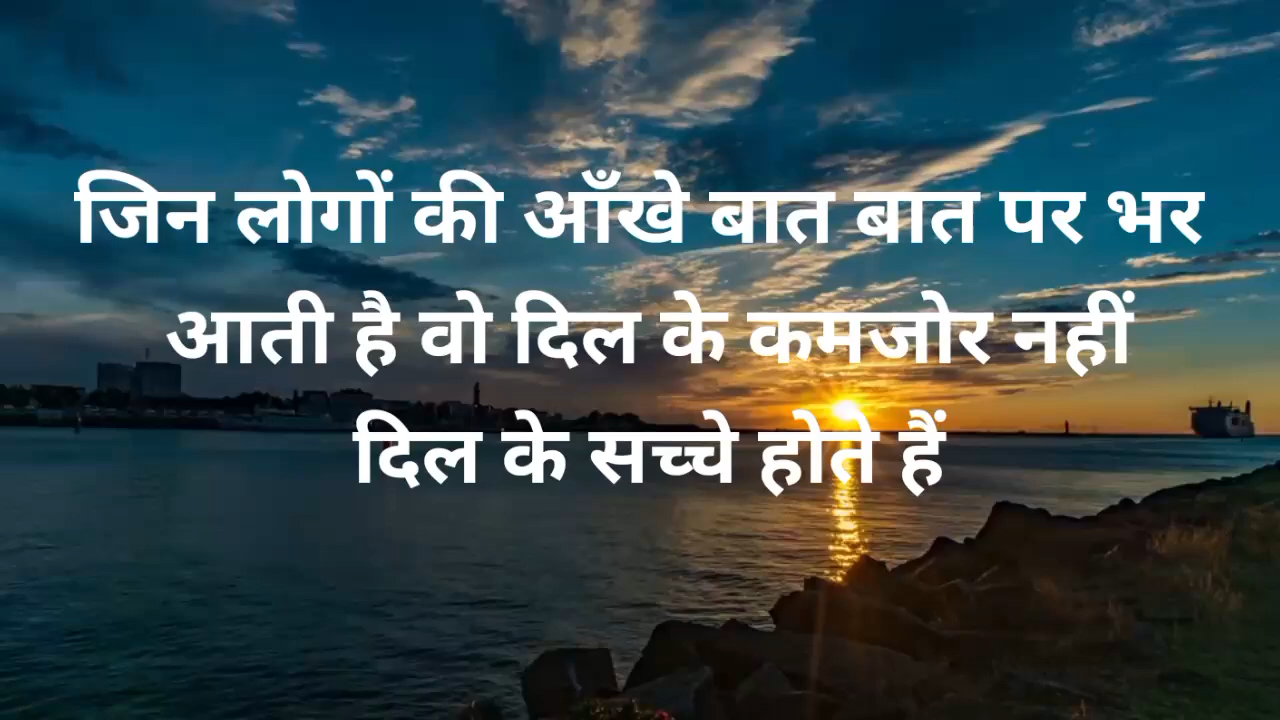 जिन लोगों की आँखे बात बात पर भर
आती है वो दिल के कमजोर नहीं
दिल के सच्चे होते हैं